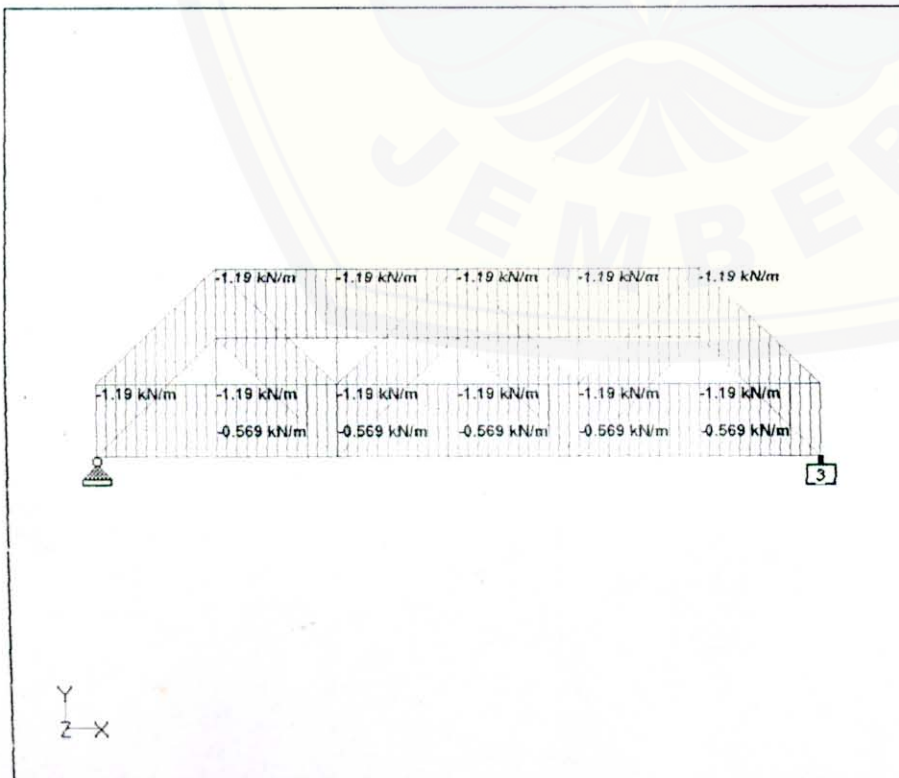 JEMBER
-1.19 kN/m -1.19 kN/m -1.19 kN/m -1.19 kN/m -1.19 kN/m
-1.19 kN/m -1.19 kN/m -1.19 kN/m -1.19 kN/m -1.19 kN/m -1.19 kN/m
-0.569 kN/m -0.569 kN/m -0.569 kN/m -0.569 kN/m -0.569 kN/m
3
Y
Z X